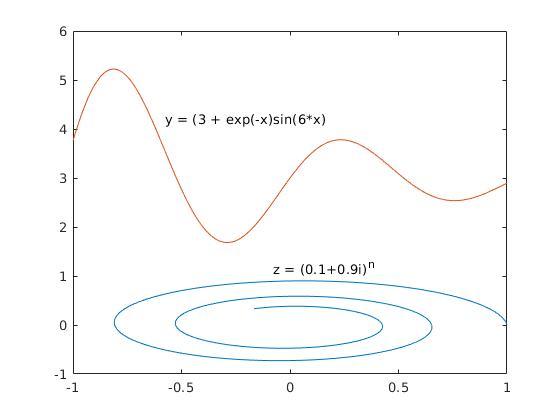 6
5
y = (3 + exp(-x)sin(6*x)
4
3
2
z = (0.1+0.9i)^n
1
0
-1
-1 -0.5 0 0.5 1